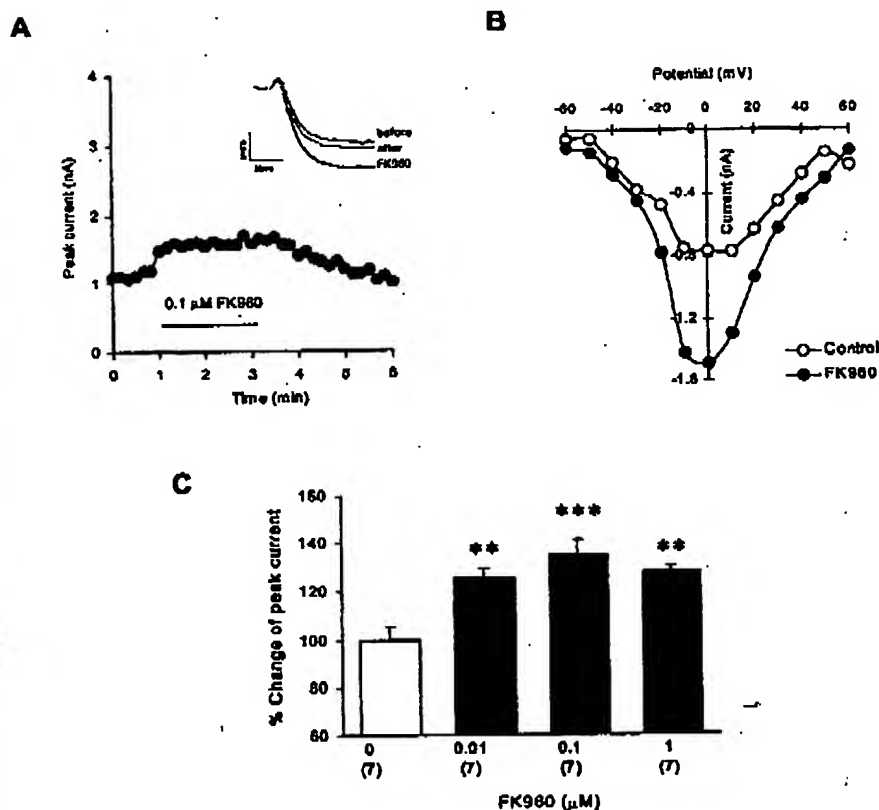 A
4
3
2
1
0
Peak current (nA)
before
after
FK960
0.1 µM FK960
0 1 2 3 4 5 6
Time (min)
B
Potential (mV)
-60 -40 -20 0 20 40 60
0
-0.4
-0.8
-1.2
-1.6
Current (nA)
Control
FK960
C
160
140
120
100
80
60
% Change of peak current
** *** **
0 0.01 0.1 1
(7) (7) (7) (7)
FK960 (µM)